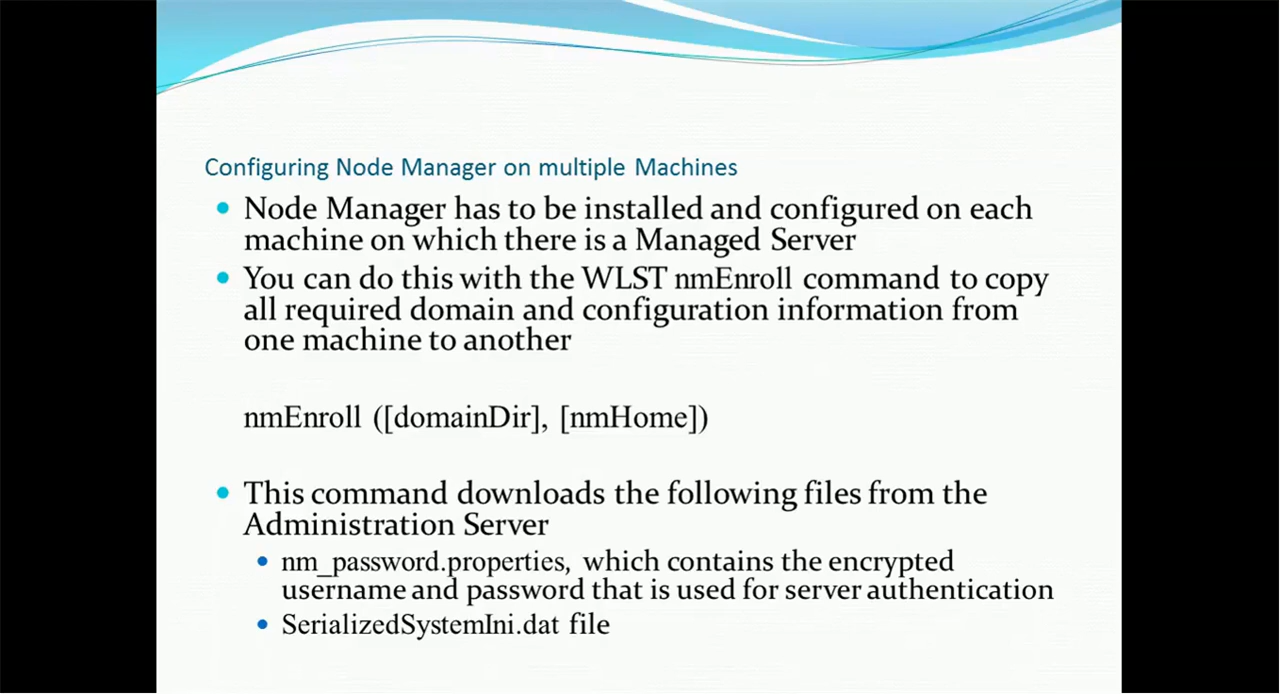 Configuring Node Manager on multiple Machines
Node Manager has to be installed and configured on each
machine on which there is a Managed Server
You can do this with the WLST nmEnroll command to copy
all required domain and configuration information from
one machine to another
nmEnroll ([domainDir], [nmHome])
This command downloads the following files from the
Administration Server
nm_password.properties, which contains the encrypted
username and password that is used for server authentication
SerializedSystemIni.dat file